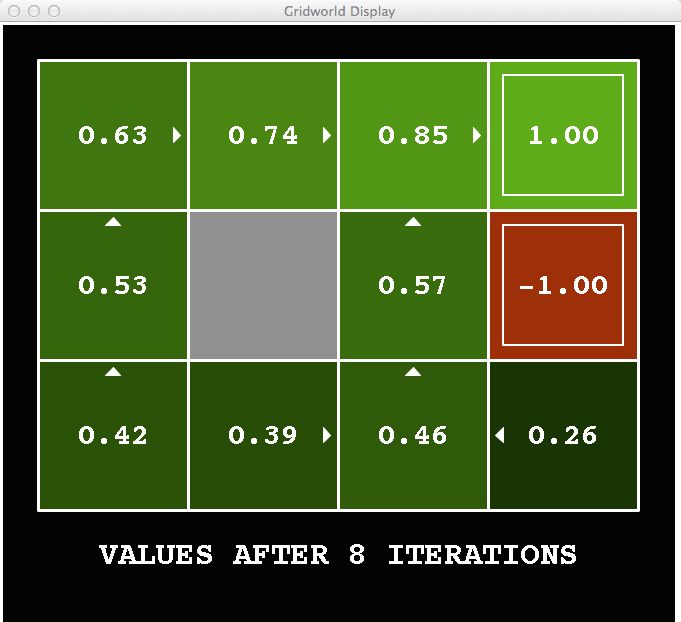 Gridworld Display
0.63 0.74 0.85 1.00
0.53 0.57 -1.00
0.42 0.39 0.46 0.26
VALUES AFTER 8 ITERATIONS